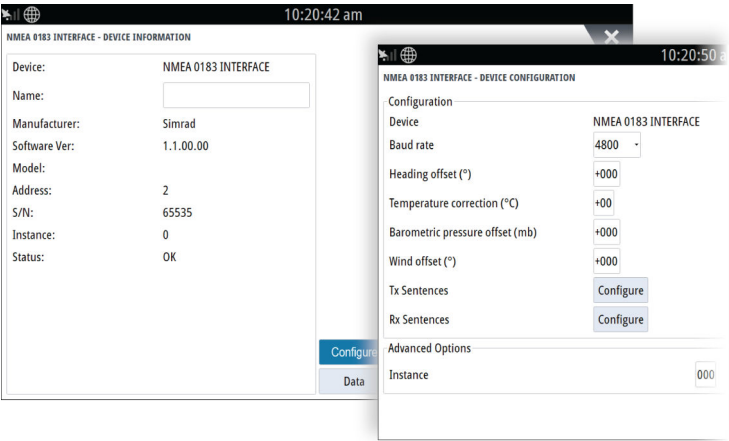 10:20:42 am
NMEA 0183 INTERFACE - DEVICE INFORMATION
Device: NMEA 0183 INTERFACE
Name:
Manufacturer: Simrad
Software Ver: 1.1.00.00
Model:
Address: 2
S/N: 65535
Instance: 0
Status: OK
Configure
Data
10:20:50 a
NMEA 0183 INTERFACE - DEVICE CONFIGURATION
Configuration
Device NMEA 0183 INTERFACE
Baud rate 4800
Heading offset (°) +000
Temperature correction (°C) +00
Barometric pressure offset (mb) +000
Wind offset (°) +000
Tx Sentences Configure
Rx Sentences Configure
Advanced Options
Instance 000